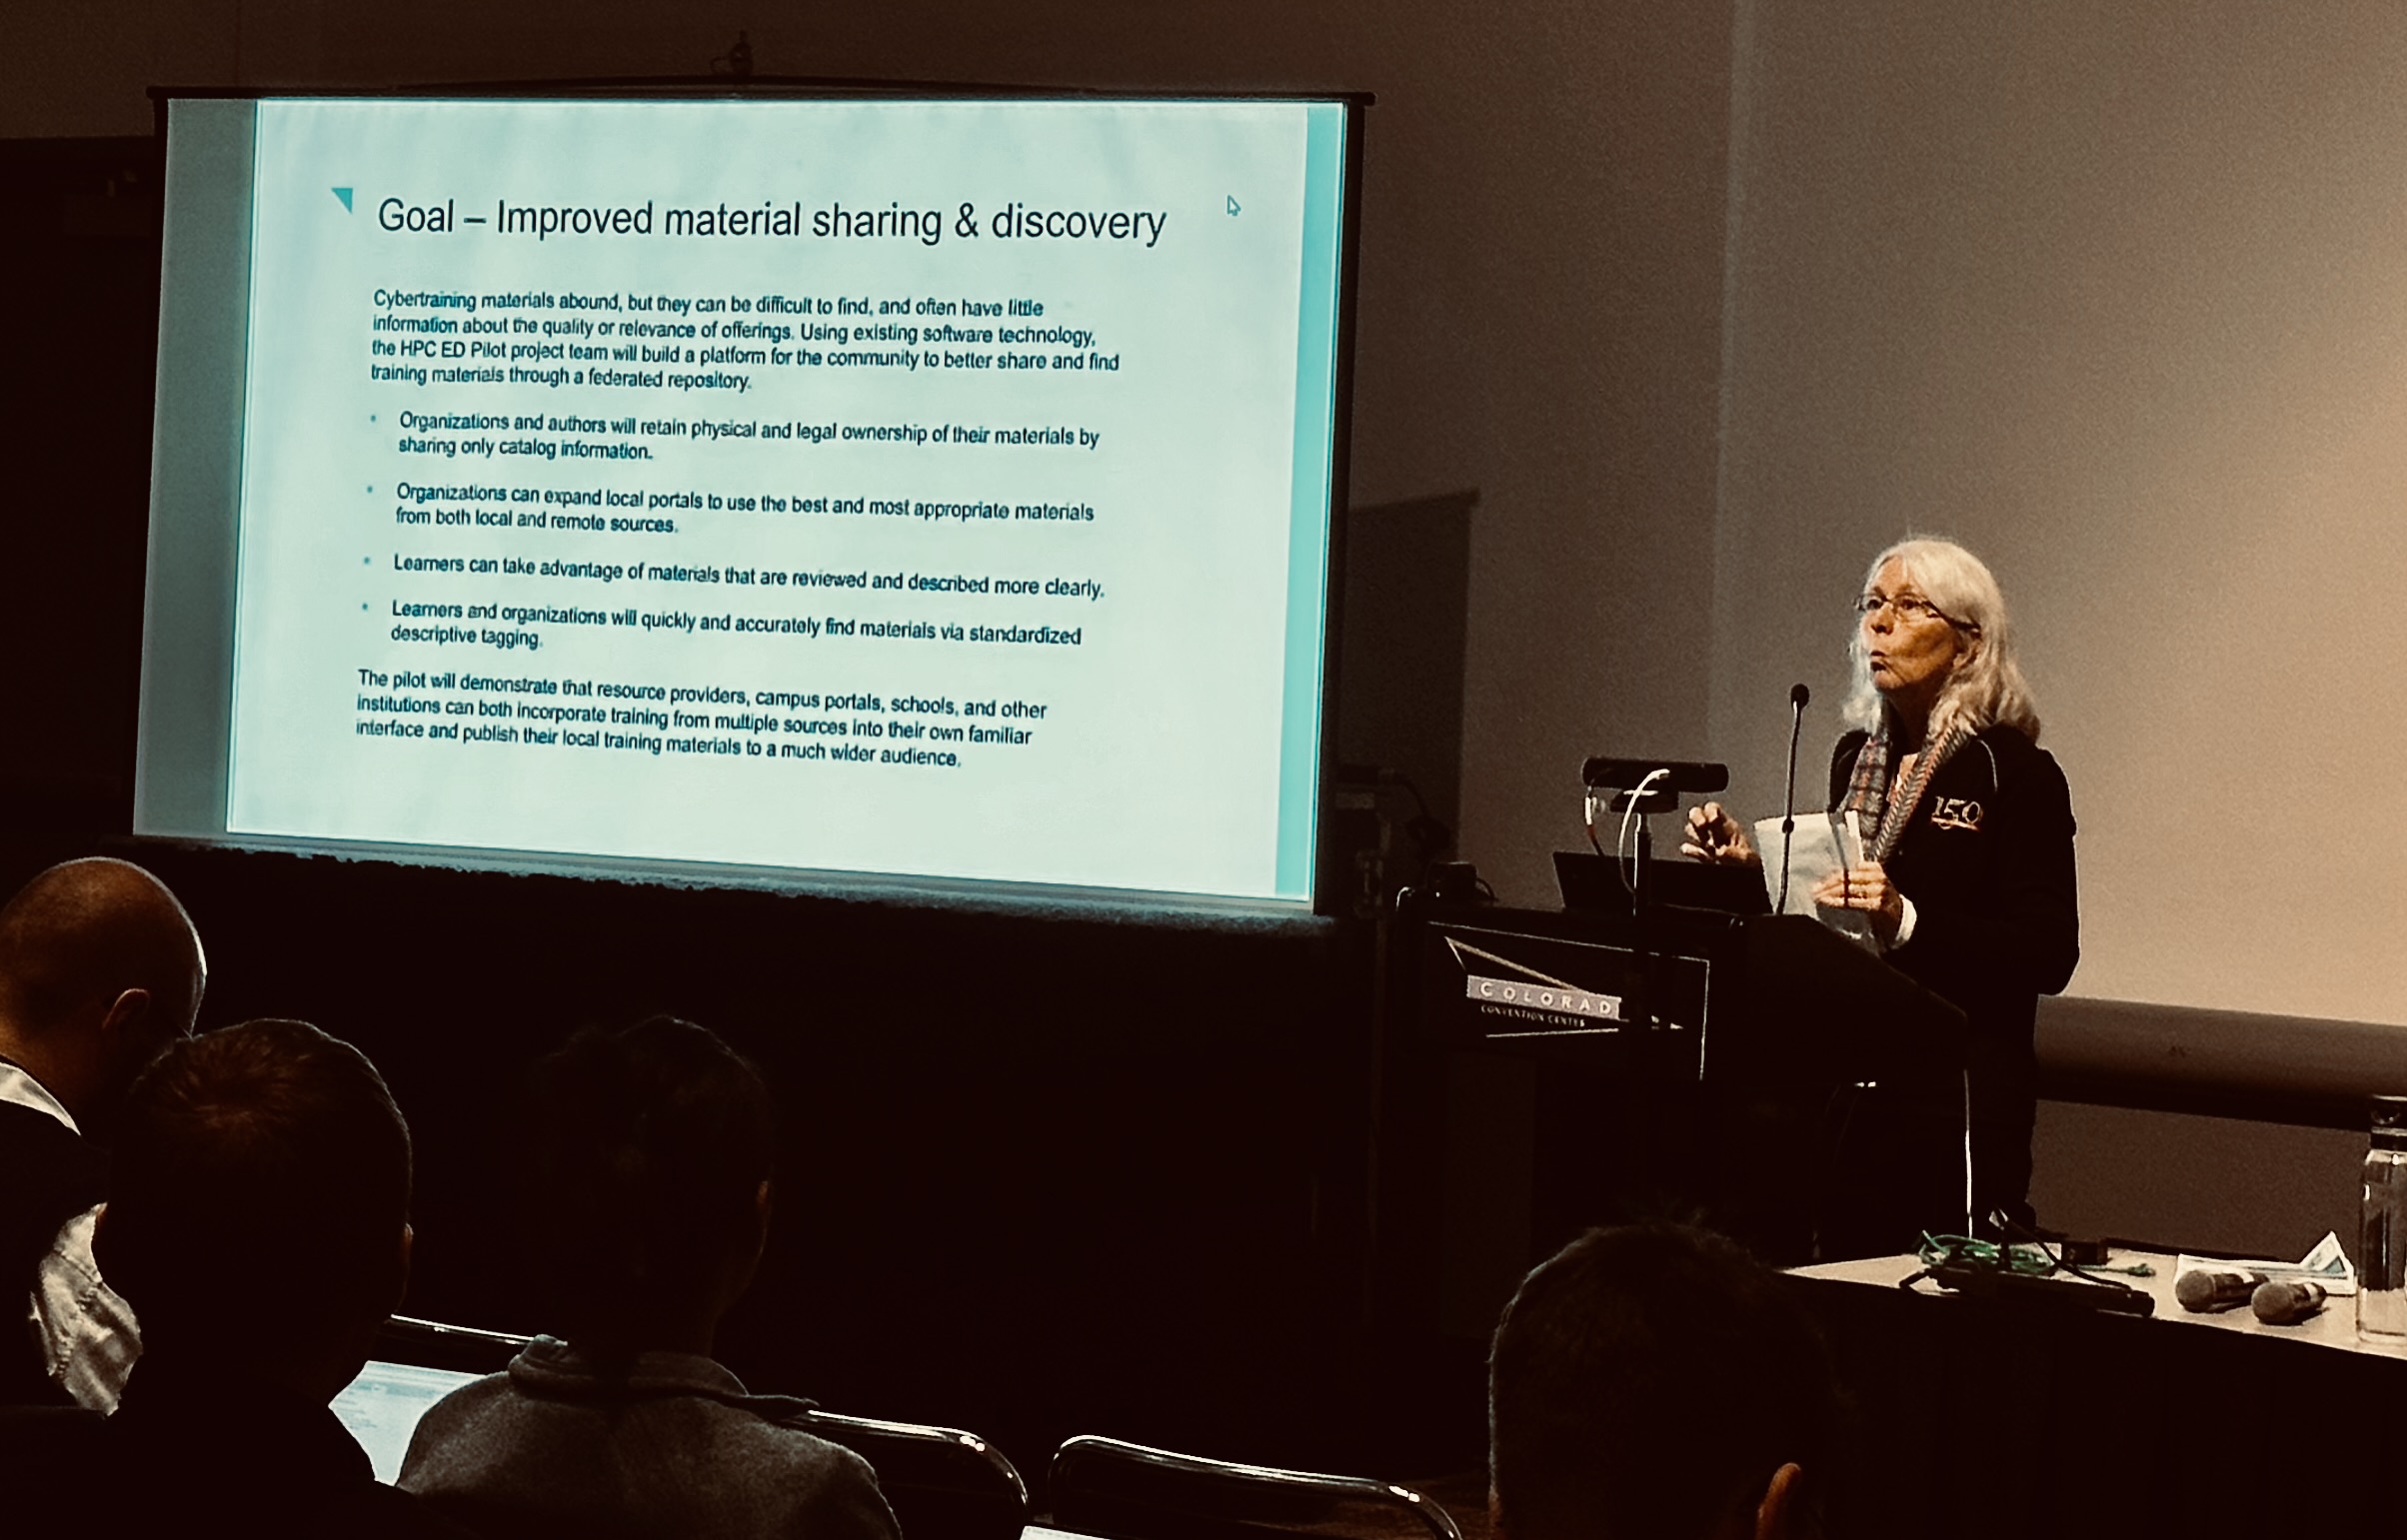 Goal – Improved material sharing & discovery
Cybertraining materials abound, but they can be difficult to find, and often have little
information about the quality or relevance of offerings. Using existing software technology,
the HPC ED Pilot project team will build a platform for the community to better share and find
training materials through a federated repository.
Organizations and authors will retain physical and legal ownership of their materials by
sharing only catalog information.
Organizations can expand local portals to use the best and most appropriate materials
from both local and remote sources.
Learners can take advantage of materials that are reviewed and described more clearly.
Learners and organizations will quickly and accurately find materials via standardized
descriptive tagging.
The pilot will demonstrate that resource providers, campus portals, schools, and other
institutions can both incorporate training from multiple sources into their own familiar
interface and publish their local training materials to a much wider audience.
150
COLORAD
CONVENTION CENTER